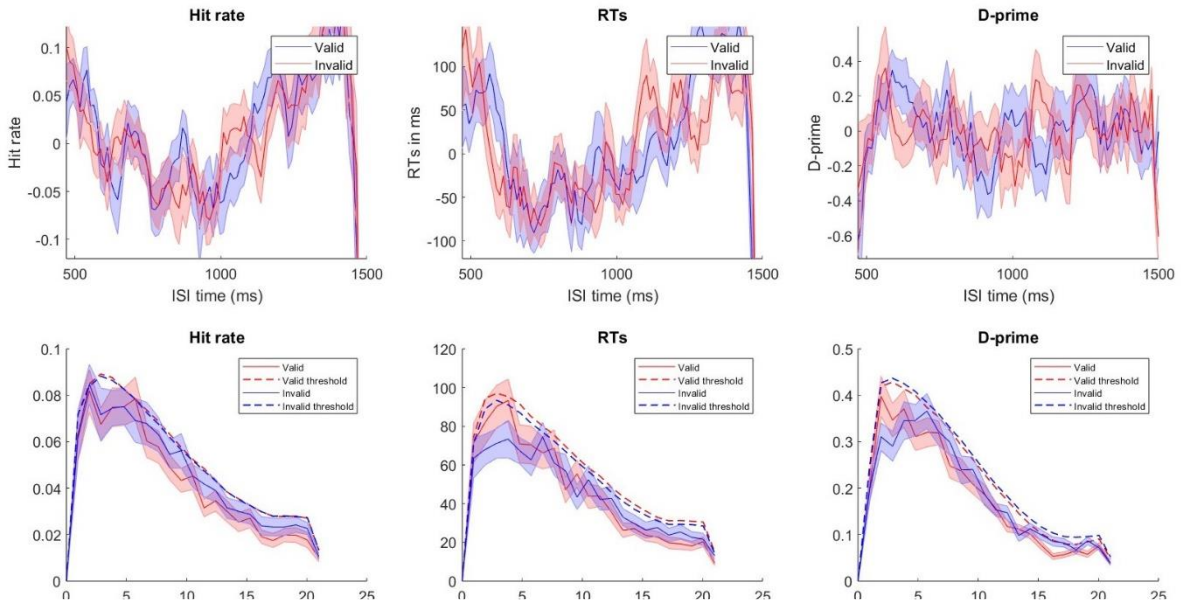 Hit rate
Hit rate
0.1
0.05
0
-0.05
-0.1
500
1000
1500
ISI time (ms)
Valid
Invalid
RTs
RTs in ms
100
50
0
-50
-100
500
1000
1500
ISI time (ms)
Valid
Invalid
D-prime
D-prime
0.4
0.2
0
-0.2
-0.4
-0.6
500
1000
1500
ISI time (ms)
Valid
Invalid
Hit rate
0.1
0.08
0.06
0.04
0.02
0
0
5
10
15
20
25
Valid
Valid threshold
Invalid
Invalid threshold
RTs
120
100
80
60
40
20
0
0
5
10
15
20
25
Valid
Valid threshold
Invalid
Invalid threshold
D-prime
0.5
0.4
0.3
0.2
0.1
0
0
5
10
15
20
25
Valid
Valid threshold
Invalid
Invalid threshold